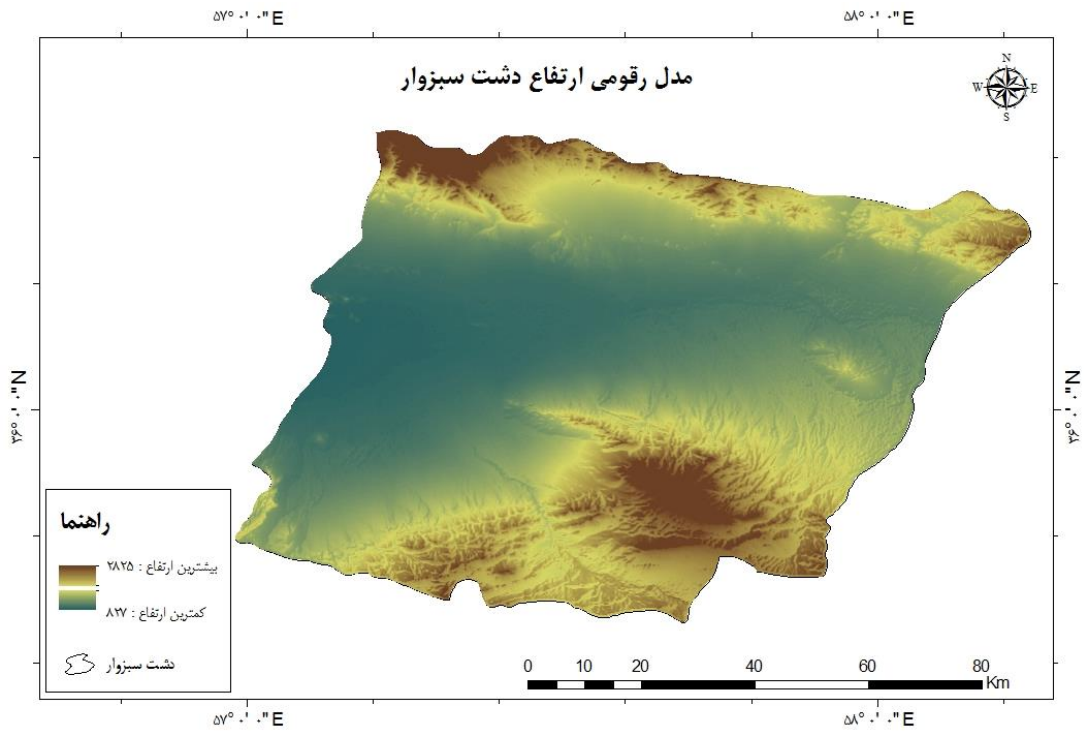 ۵۷° ۰' ۰" E
۵۸° ۰' ۰" E
مدل رقومی ارتفاع دشت سبزوار
N
W
E
S
۳۶° ۰' ۰" N
۳۶° ۰' ۰" N
راهنما
بیشترین ارتفاع : ۲۸۲۵
کمترین ارتفاع : ۸۲۷
دشت سبزوار
0 10 20 40 60 80
Km
۵۷° ۰' ۰" E
۵۸° ۰' ۰" E